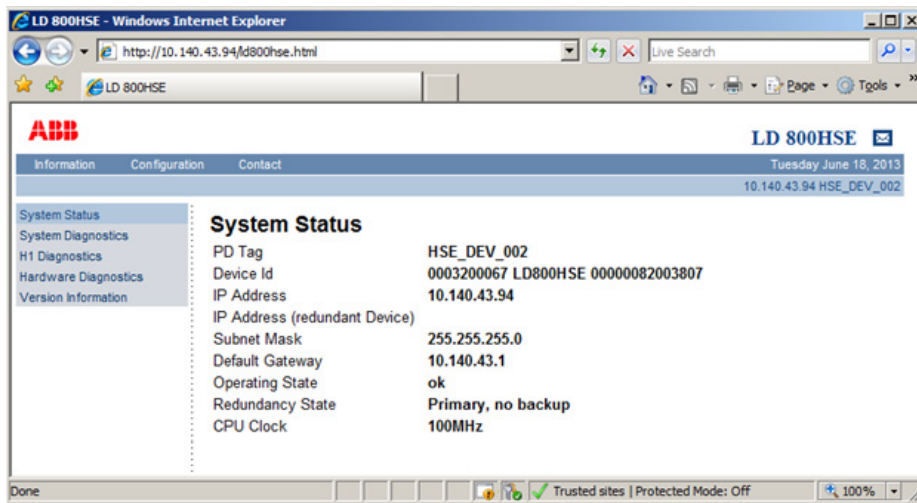 LD 800HSE - Windows Internet Explorer
http://10.140.43.94/ld800hse.html
Live Search
LD 800HSE
Page
Tools
ABB
LD 800HSE
Information Configuration Contact Tuesday June 18, 2013
10.140.43.94 HSE_DEV_002
System Status
System Diagnostics
H1 Diagnostics
Hardware Diagnostics
Version Information
System Status
PD Tag HSE_DEV_002
Device Id 0003200067 LD800HSE 00000082003807
IP Address 10.140.43.94
IP Address (redundant Device)
Subnet Mask 255.255.255.0
Default Gateway 10.140.43.1
Operating State ok
Redundancy State Primary, no backup
CPU Clock 100MHz
Done Trusted sites | Protected Mode: Off 100%